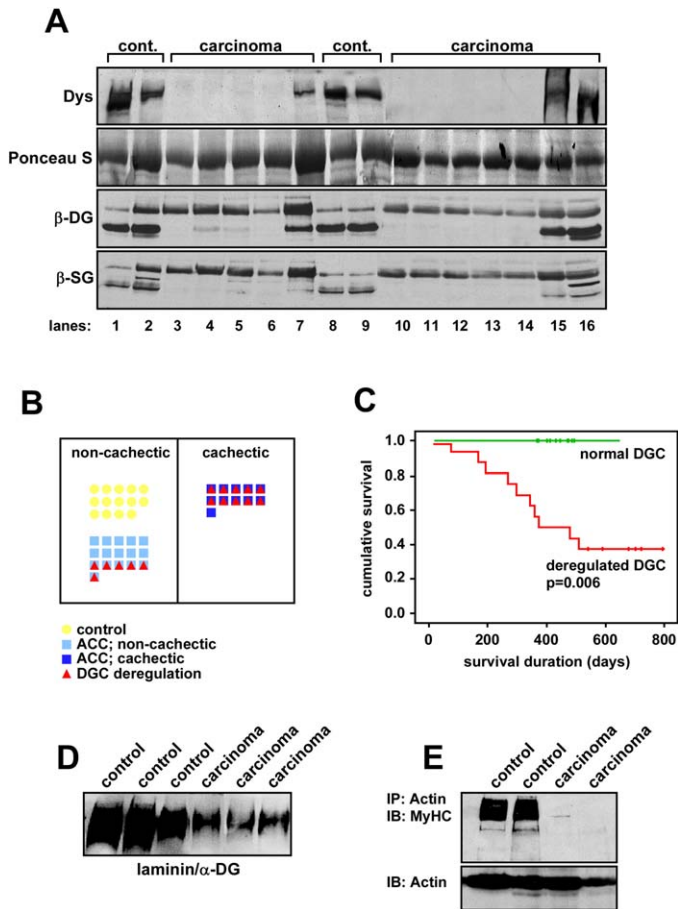 A
cont. carcinoma cont. carcinoma
Dys
Ponceau S
β-DG
β-SG
lanes: 1 2 3 4 5 6 7 8 9 10 11 12 13 14 15 16
B
non-cachectic cachectic
control
ACC; non-cachectic
ACC; cachectic
DGC deregulation
C
cumulative survival
1.0
0.8
0.6
0.4
0.2
0.0
normal DGC
deregulated DGC
p=0.006
0 200 400 600 800
survival duration (days)
D
control control control carcinoma carcinoma carcinoma
laminin/α-DG
E
control control carcinoma carcinoma
IP: Actin
IB: MyHC
IB: Actin